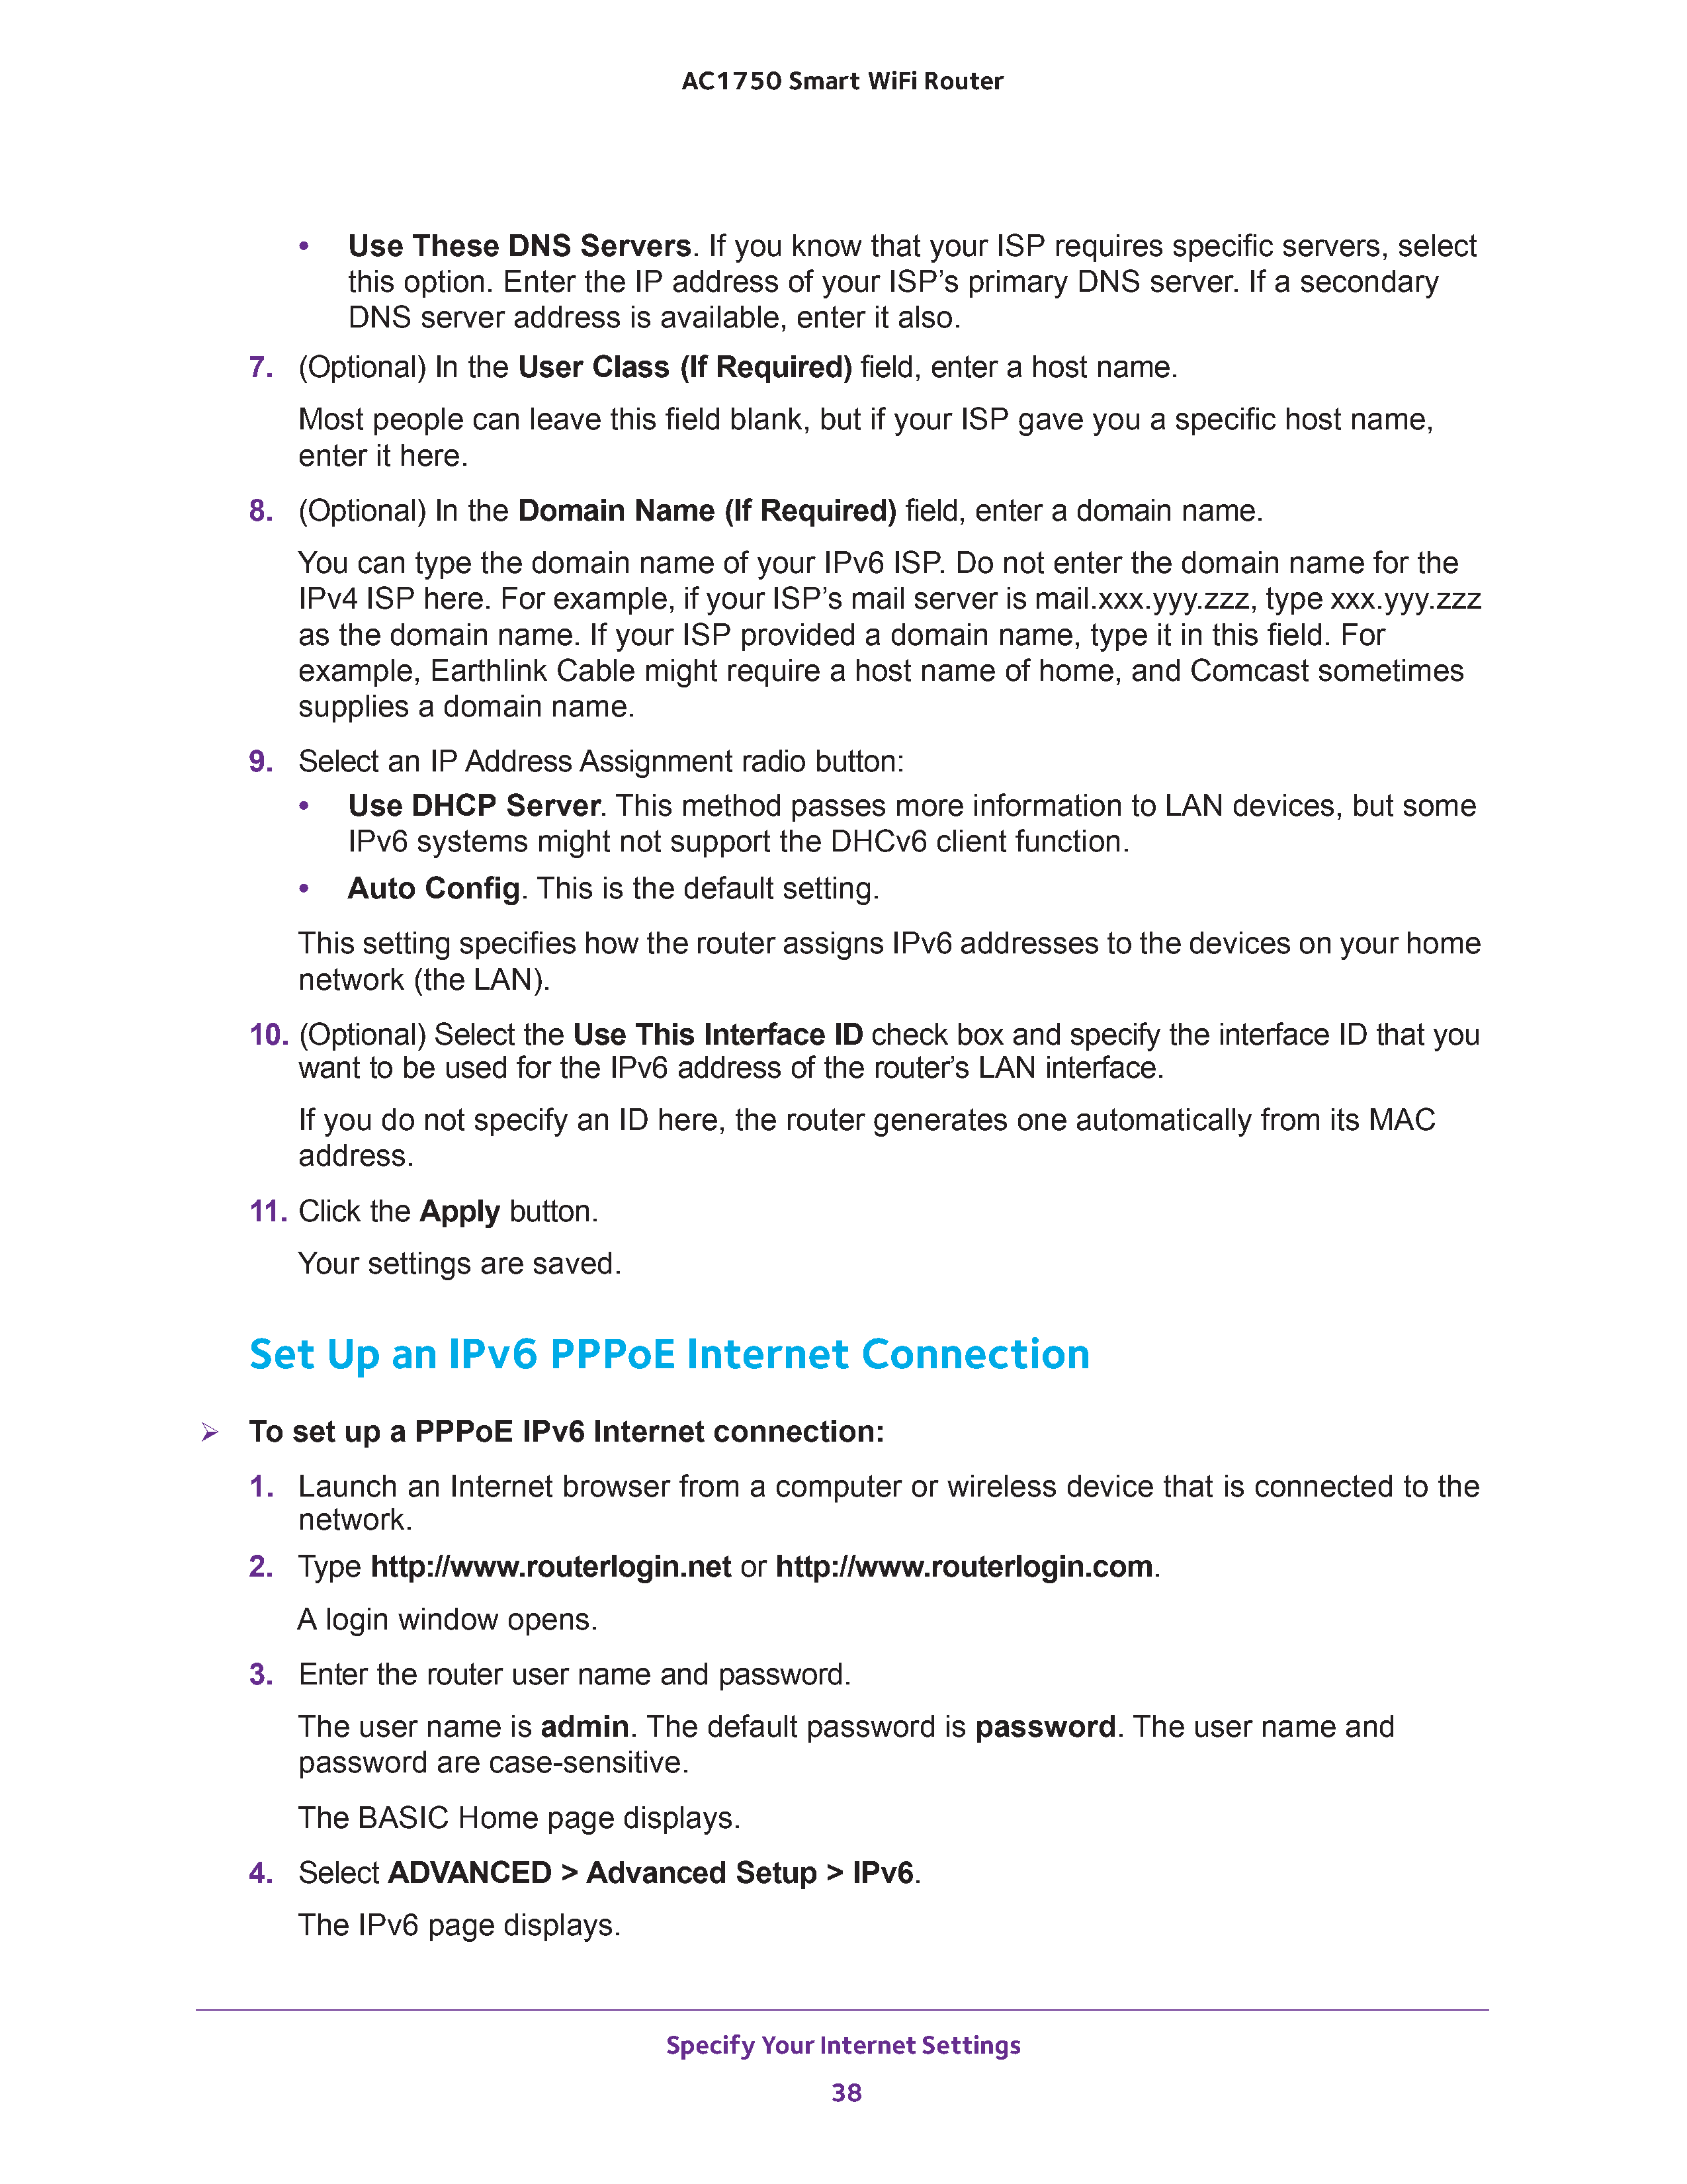 AC1750 Smart WiFi Router
• Use These DNS Servers. If you know that your ISP requires specific servers, select
this option. Enter the IP address of your ISP’s primary DNS server. If a secondary
DNS server address is available, enter it also.
7. (Optional) In the User Class (If Required) field, enter a host name.
Most people can leave this field blank, but if your ISP gave you a specific host name,
enter it here.
8. (Optional) In the Domain Name (If Required) field, enter a domain name.
You can type the domain name of your IPv6 ISP. Do not enter the domain name for the
IPv4 ISP here. For example, if your ISP’s mail server is mail.xxx.yyy.zzz, type xxx.yyy.zzz
as the domain name. If your ISP provided a domain name, type it in this field. For
example, Earthlink Cable might require a host name of home, and Comcast sometimes
supplies a domain name.
9. Select an IP Address Assignment radio button:
• Use DHCP Server. This method passes more information to LAN devices, but some
IPv6 systems might not support the DHCv6 client function.
• Auto Config. This is the default setting.
This setting specifies how the router assigns IPv6 addresses to the devices on your home
network (the LAN).
10. (Optional) Select the Use This Interface ID check box and specify the interface ID that you
want to be used for the IPv6 address of the router’s LAN interface.
If you do not specify an ID here, the router generates one automatically from its MAC
address.
11. Click the Apply button.
Your settings are saved.
Set Up an IPv6 PPPoE Internet Connection
➢ To set up a PPPoE IPv6 Internet connection:
1. Launch an Internet browser from a computer or wireless device that is connected to the
network.
2. Type http://www.routerlogin.net or http://www.routerlogin.com.
A login window opens.
3. Enter the router user name and password.
The user name is admin. The default password is password. The user name and
password are case-sensitive.
The BASIC Home page displays.
4. Select ADVANCED > Advanced Setup > IPv6.
The IPv6 page displays.
Specify Your Internet Settings
38